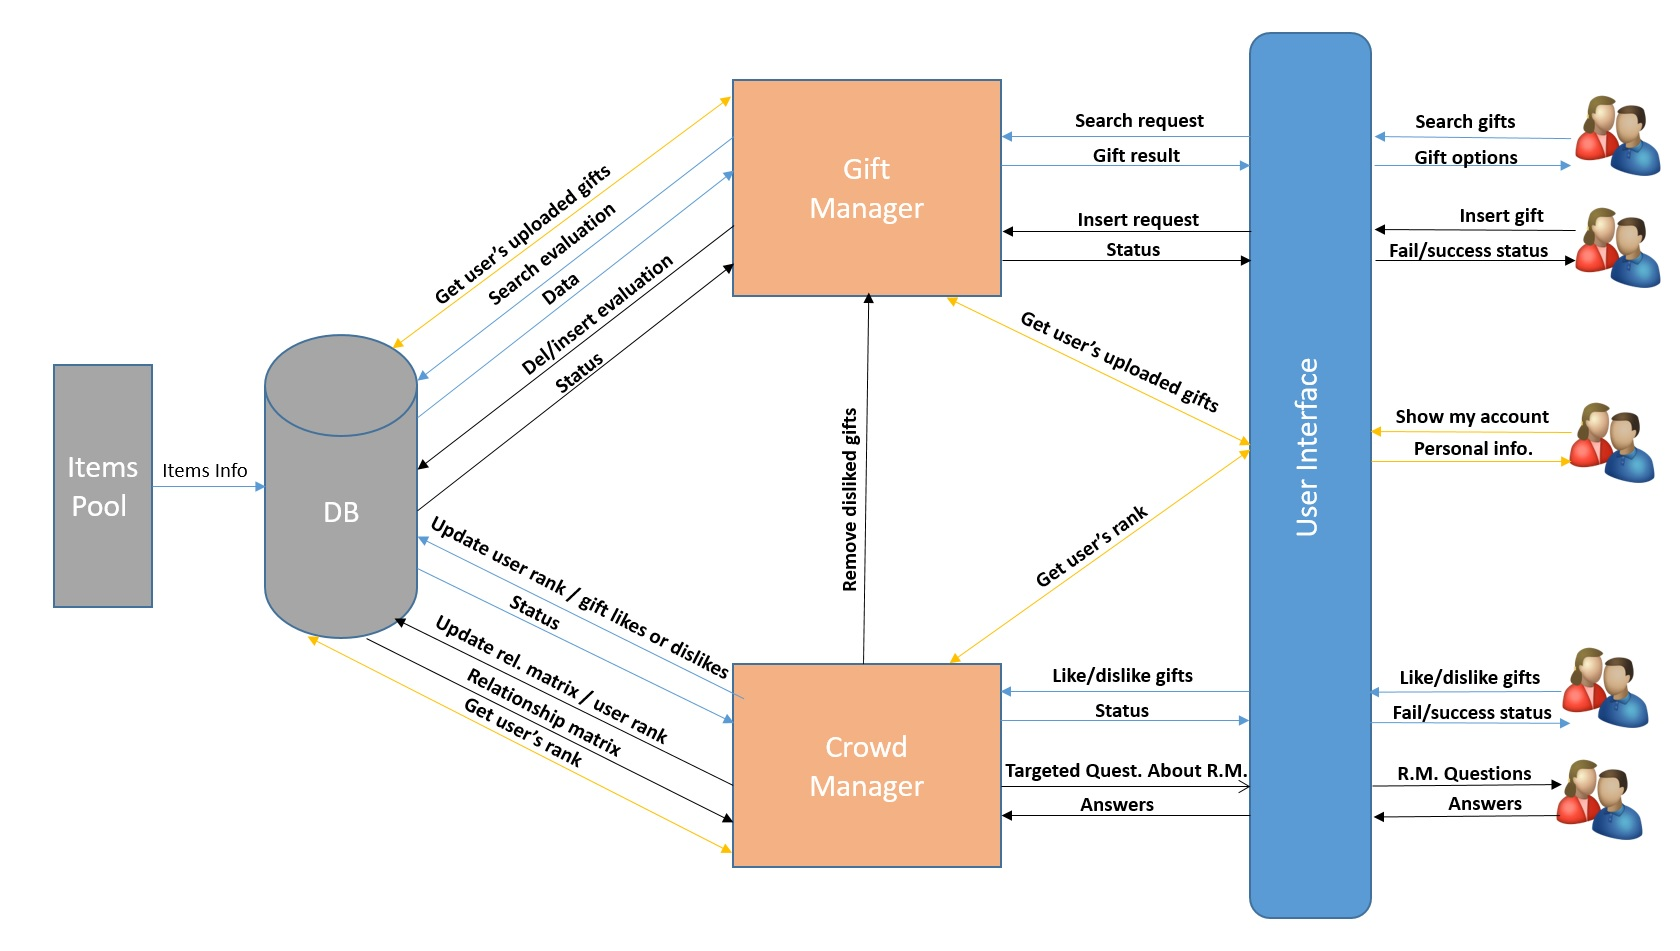 Search request
Search gifts
Gift result
Gift options
Gift
Manager
Insert request
Insert gift
Status
Fail/success status
Get user's uploaded gifts
Search evaluation
Data
Del/insert evaluation
Status
Get user's uploaded gifts
Show my account
Personal info.
User Interface
Items
Pool
Items Info
DB
Remove disliked gifts
Get user's rank
Update user rank / gift likes or dislikes
Status
Update rel. matrix / user rank
Relationship matrix
Get user's rank
Like/dislike gifts
Like/dislike gifts
Status
Fail/success status
Crowd
Manager
Targeted Quest. About R.M.
R.M. Questions
Answers
Answers